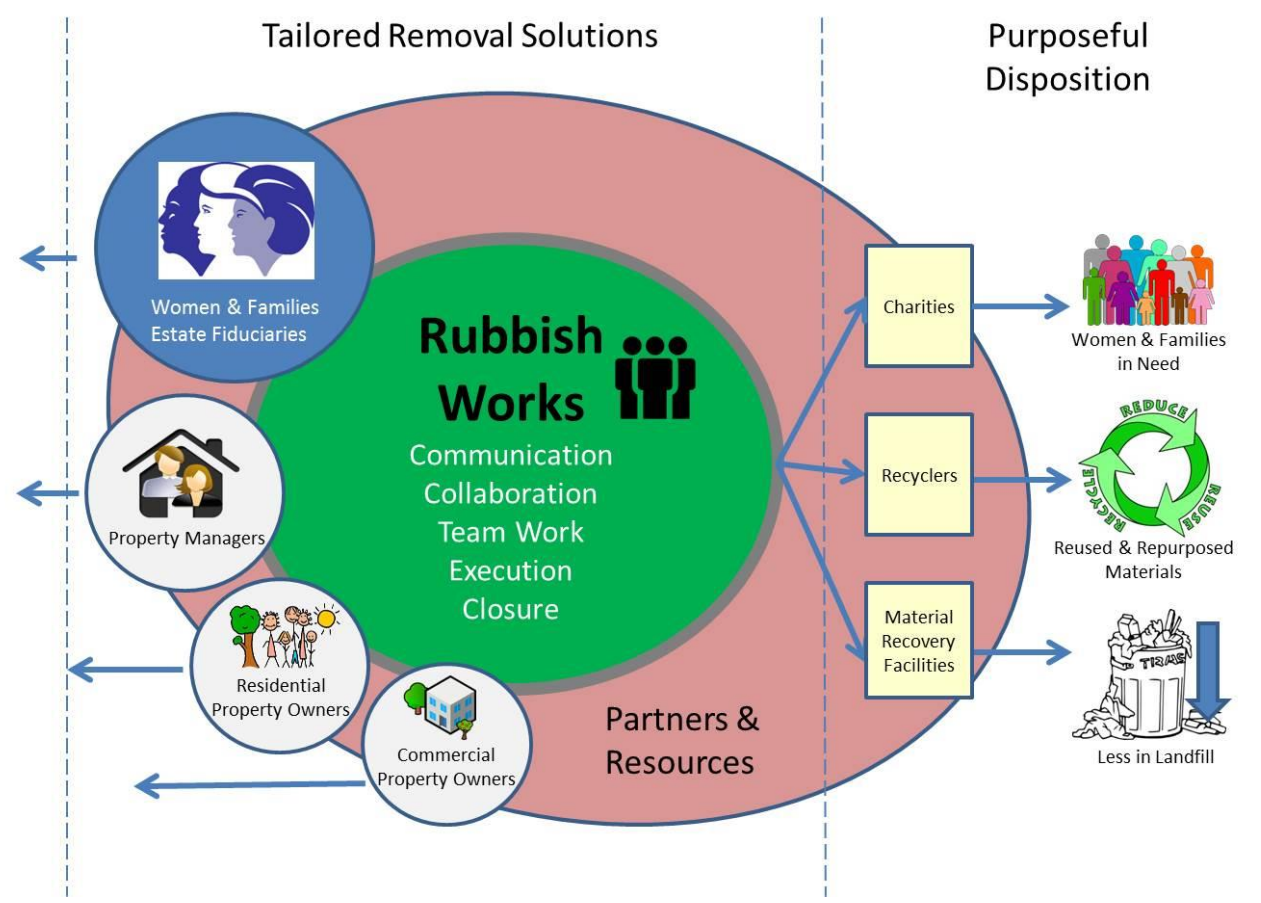 Tailored Removal Solutions
Purposeful
Disposition
Women & Families
Estate Fiduciaries
Property Managers
Residential
Property Owners
Commercial
Property Owners
Rubbish
Works
Communication
Collaboration
Team Work
Execution
Closure
Partners &
Resources
Charities
Recyclers
Material
Recovery
Facilities
Women & Families
in Need
REDUCE
REUSE
RECYCLE
Reused & Repurposed
Materials
Less in Landfill